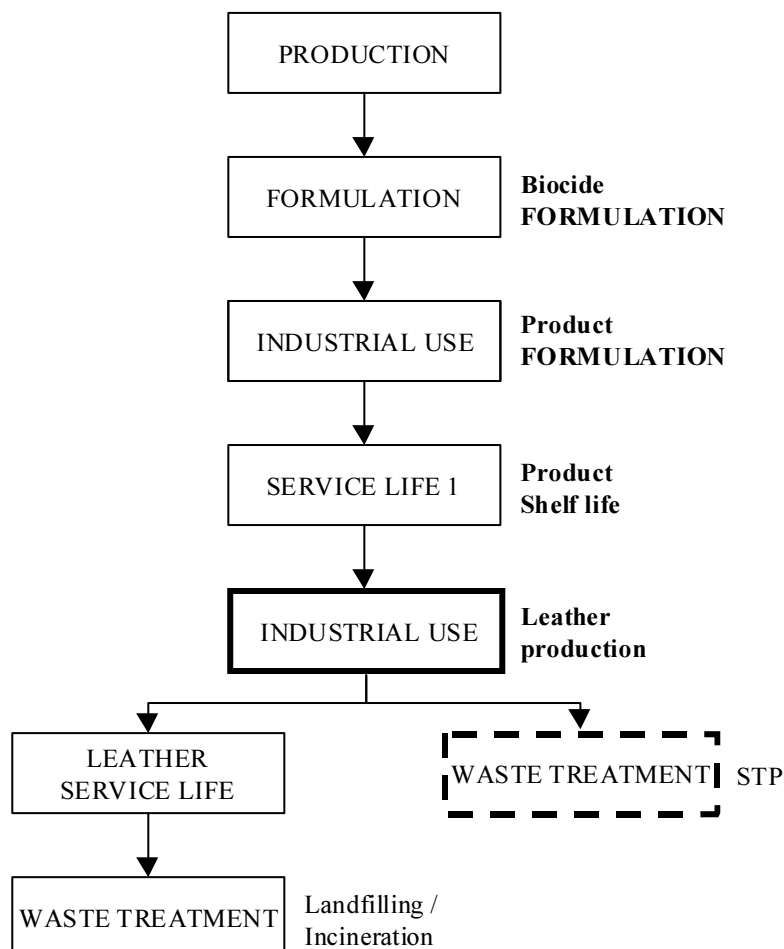 PRODUCTION
FORMULATION
Biocide
FORMULATION
INDUSTRIAL USE
Product
FORMULATION
SERVICE LIFE 1
Product
Shelf life
INDUSTRIAL USE
Leather
production
LEATHER
SERVICE LIFE
WASTE TREATMENT
STP
WASTE TREATMENT
Landfilling /
Incineration